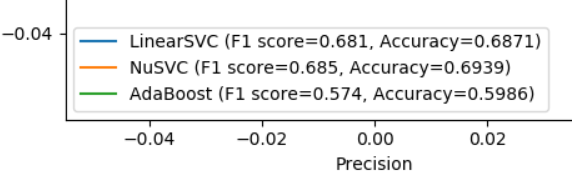 −0.04
LinearSVC (F1 score=0.681, Accuracy=0.6871)
NuSVC (F1 score=0.685, Accuracy=0.6939)
AdaBoost (F1 score=0.574, Accuracy=0.5986)
−0.04 −0.02 0.00 0.02
Precision